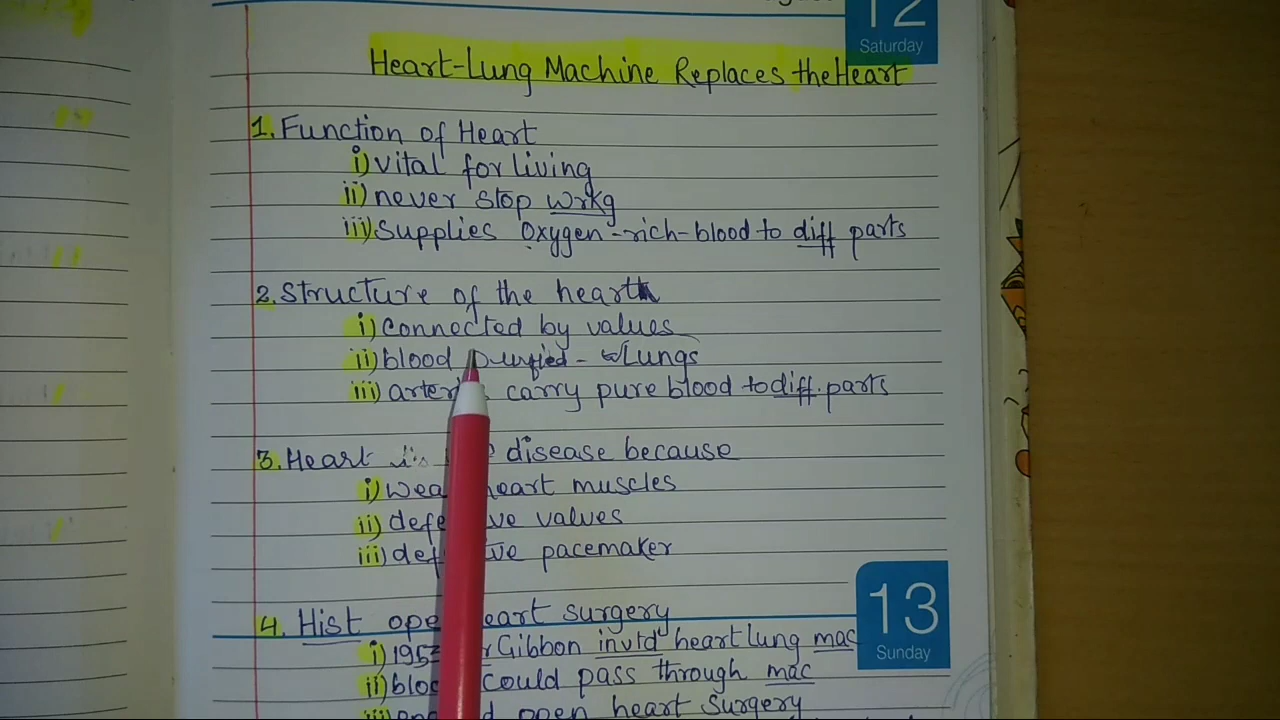 12
Saturday
Heart-Lung Machine Replaces the Heart
1. Function of Heart
i) vital for living
ii) never stop wrkg
iii) Supplies Oxygen-rich-blood to diff parts
2. Structure of the heart
i) connected by values
ii) blood purified - Lungs
iii) carry pure blood to diff. parts
3. Heart disease because
i) heart muscles
ii) values
iii) pacemaker
13
Sunday
4. Hist heart surgery
i) Gibbon invtd heart lung mac
ii) could pass through mac
iii) open heart surgery